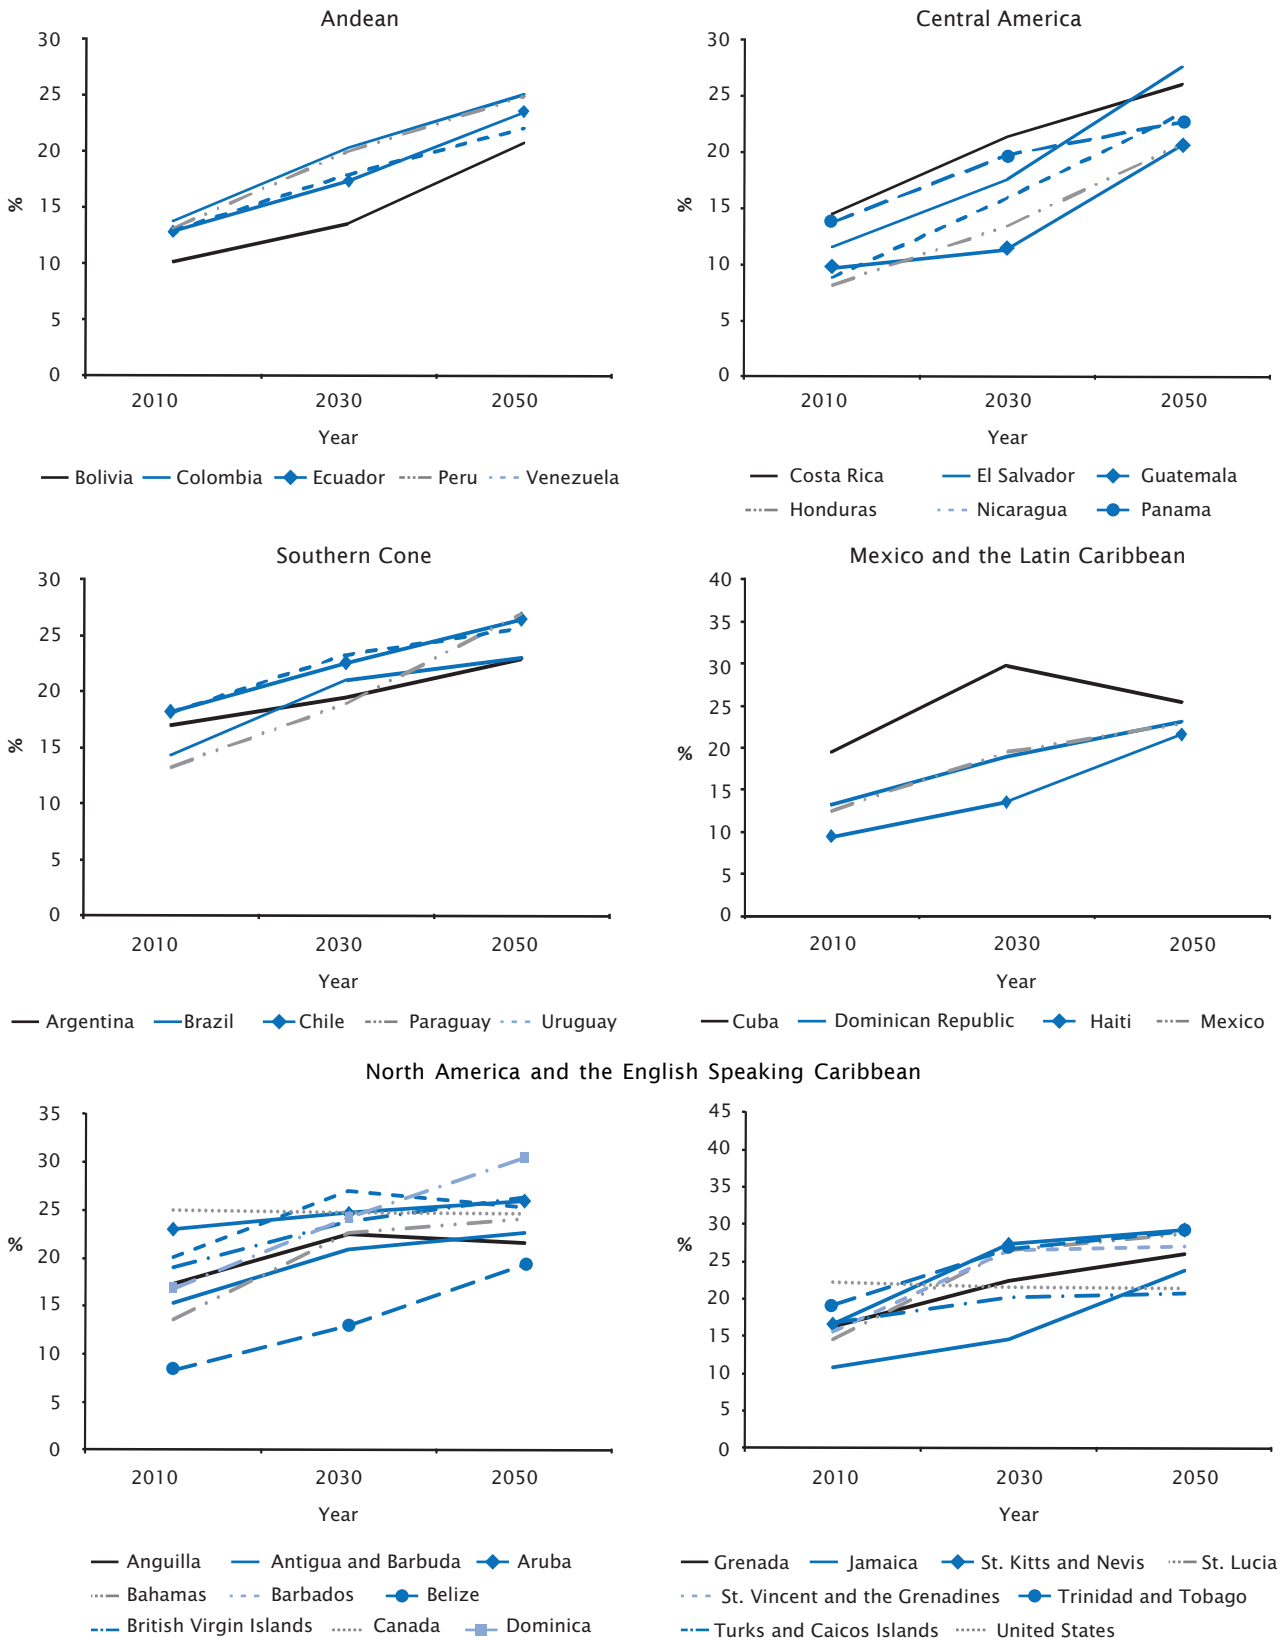 Andean
30
25
20
15
10
5
0
%
2010 2030 2050
Year
Bolivia Colombia Ecuador Peru Venezuela
Central America
30
25
20
15
10
5
0
%
2010 2030 2050
Year
Costa Rica El Salvador Guatemala
Honduras Nicaragua Panama
Southern Cone
30
25
20
15
10
5
0
%
2010 2030 2050
Year
Argentina Brazil Chile Paraguay Uruguay
Mexico and the Latin Caribbean
40
35
30
25
20
15
10
5
0
%
2010 2030 2050
Year
Cuba Dominican Republic Haiti Mexico
North America and the English Speaking Caribbean
35
30
25
20
15
10
5
0
%
2010 2030 2050
Year
Anguilla Antigua and Barbuda Aruba
Bahamas Barbados Belize
British Virgin Islands Canada Dominica
45
40
35
30
25
20
15
10
5
0
%
2010 2030 2050
Year
Grenada Jamaica St. Kitts and Nevis St. Lucia
St. Vincent and the Grenadines Trinidad and Tobago
Turks and Caicos Islands United States